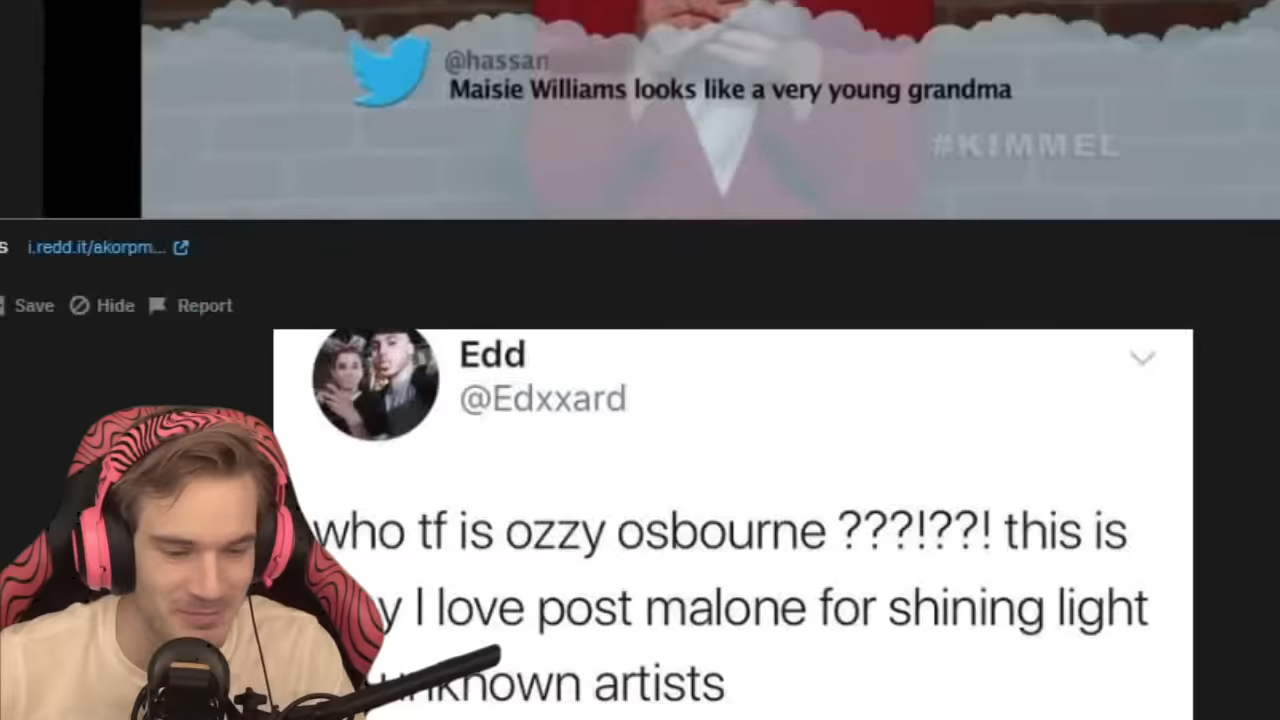 @hassan
Maisie Williams looks like a very young grandma
#KIMMEL
s i.redd.it/akorpm...
Save Hide Report
Edd
@Edxxard
who tf is ozzy osbourne ???!??! this is
y I love post malone for shining light
unknown artists